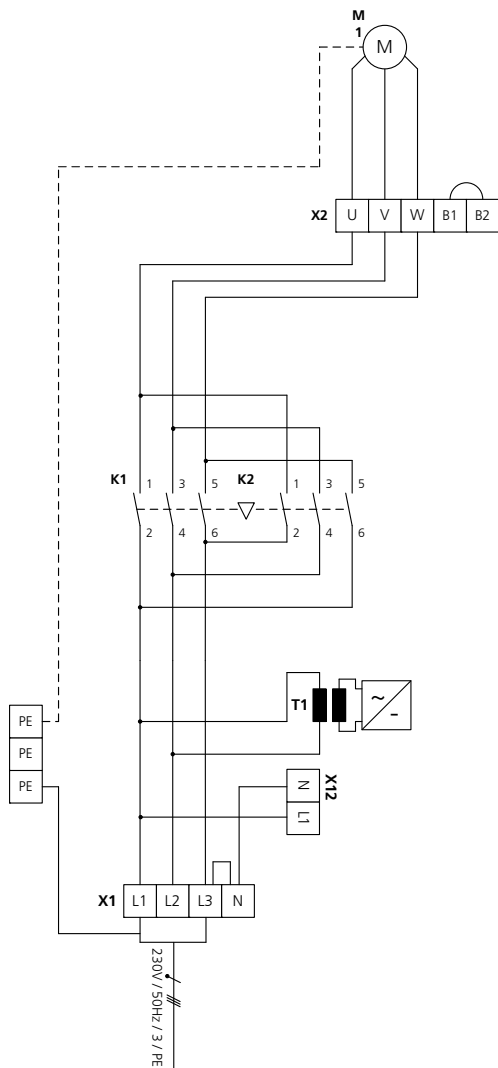 M
1
M
X2
U V W B1 B2
K1 1 3 5 K2 1 3 5
2 4 6 2 4 6
T1
~
-
PE
PE
PE
N
L1
X12
X1 L1 L2 L3 N
230V / 50Hz / 3 / PE